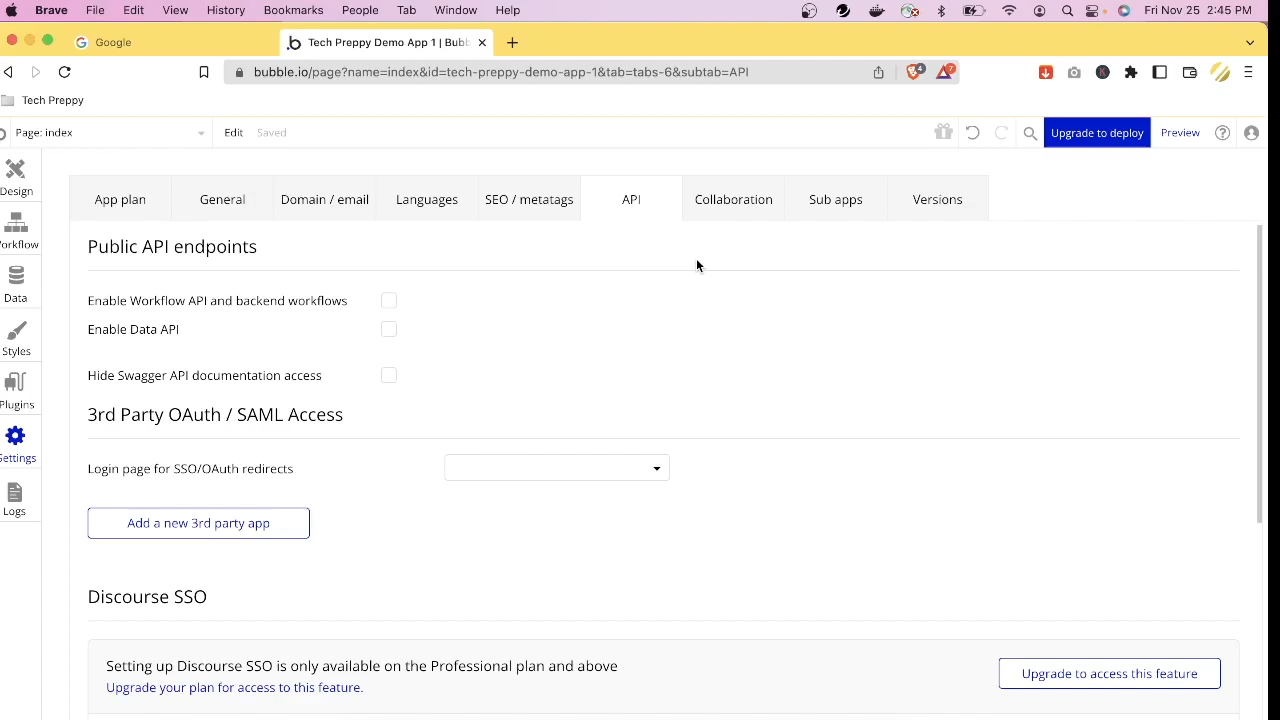 Brave File Edit View History Bookmarks People Tab Window Help Fri Nov 25 2:45 PM
Google Tech Preppy Demo App 1 | Bubb
bubble.io/page?name=index&id=tech-preppy-demo-app-1&tab=tabs-6&subtab=API 4 7
Tech Preppy
Page: index Edit Saved Upgrade to deploy Preview
Design
Workflow
Data
Styles
Plugins
Settings
Logs
App plan General Domain / email Languages SEO / metatags API Collaboration Sub apps Versions
Public API endpoints
Enable Workflow API and backend workflows
Enable Data API
Hide Swagger API documentation access
3rd Party OAuth / SAML Access
Login page for SSO/OAuth redirects
Add a new 3rd party app
Discourse SSO
Setting up Discourse SSO is only available on the Professional plan and above
Upgrade your plan for access to this feature.
Upgrade to access this feature